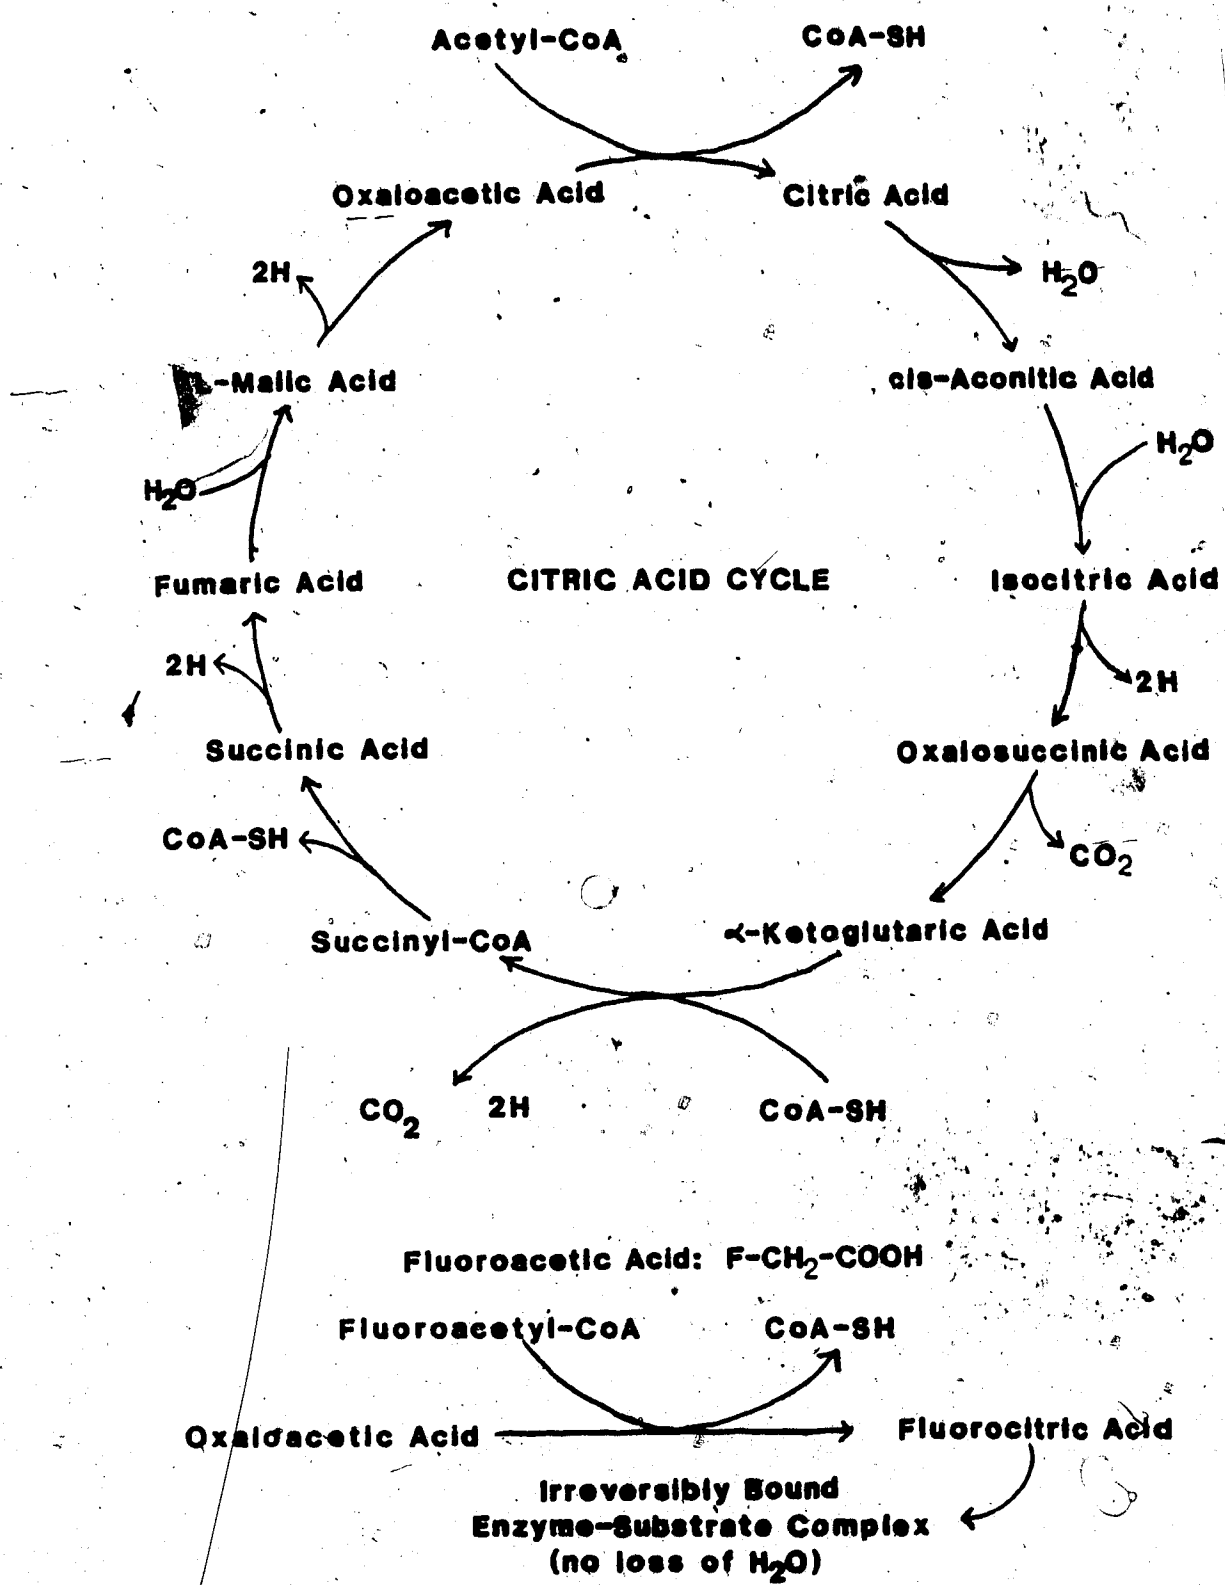 Acetyl-CoA CoA-SH
Oxaloacetic Acid Citric Acid
2H H₂O
-Malic Acid cis-Aconitic Acid
H₂O H₂O
Fumaric Acid CITRIC ACID CYCLE Isocitric Acid
2H 2H
Succinic Acid Oxalosuccinic Acid
CoA-SH CO₂
Succinyl-CoA α-Ketoglutaric Acid
CO₂ 2H CoA-SH
Fluoroacetic Acid: F-CH₂-COOH
Fluoroacetyl-CoA CoA-SH
Oxaloacetic Acid Fluorocitric Acid
Irreversibly Bound
Enzyme-Substrate Complex
(no loss of H₂O)